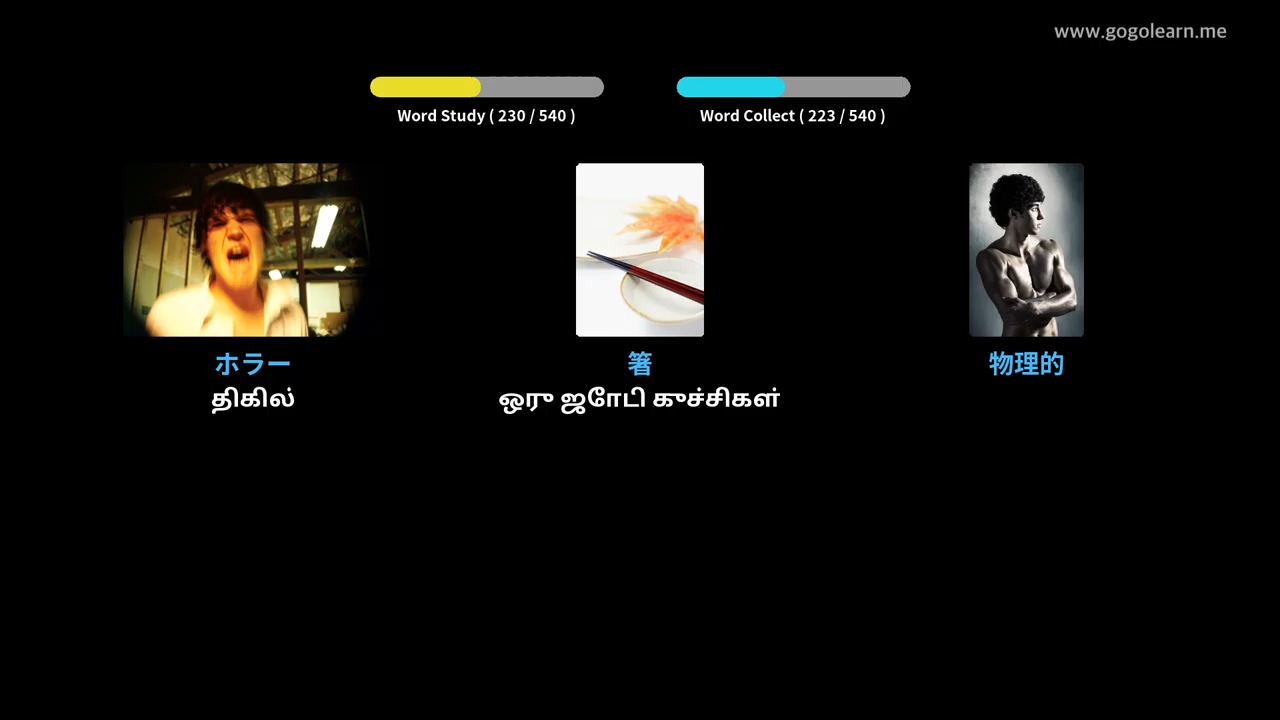 www.gogolearn.me
Word Study ( 230 / 540 )
Word Collect ( 223 / 540 )
ホラー
திகில்
箸
ஒரு ஜோடி குச்சிகள்
物理的